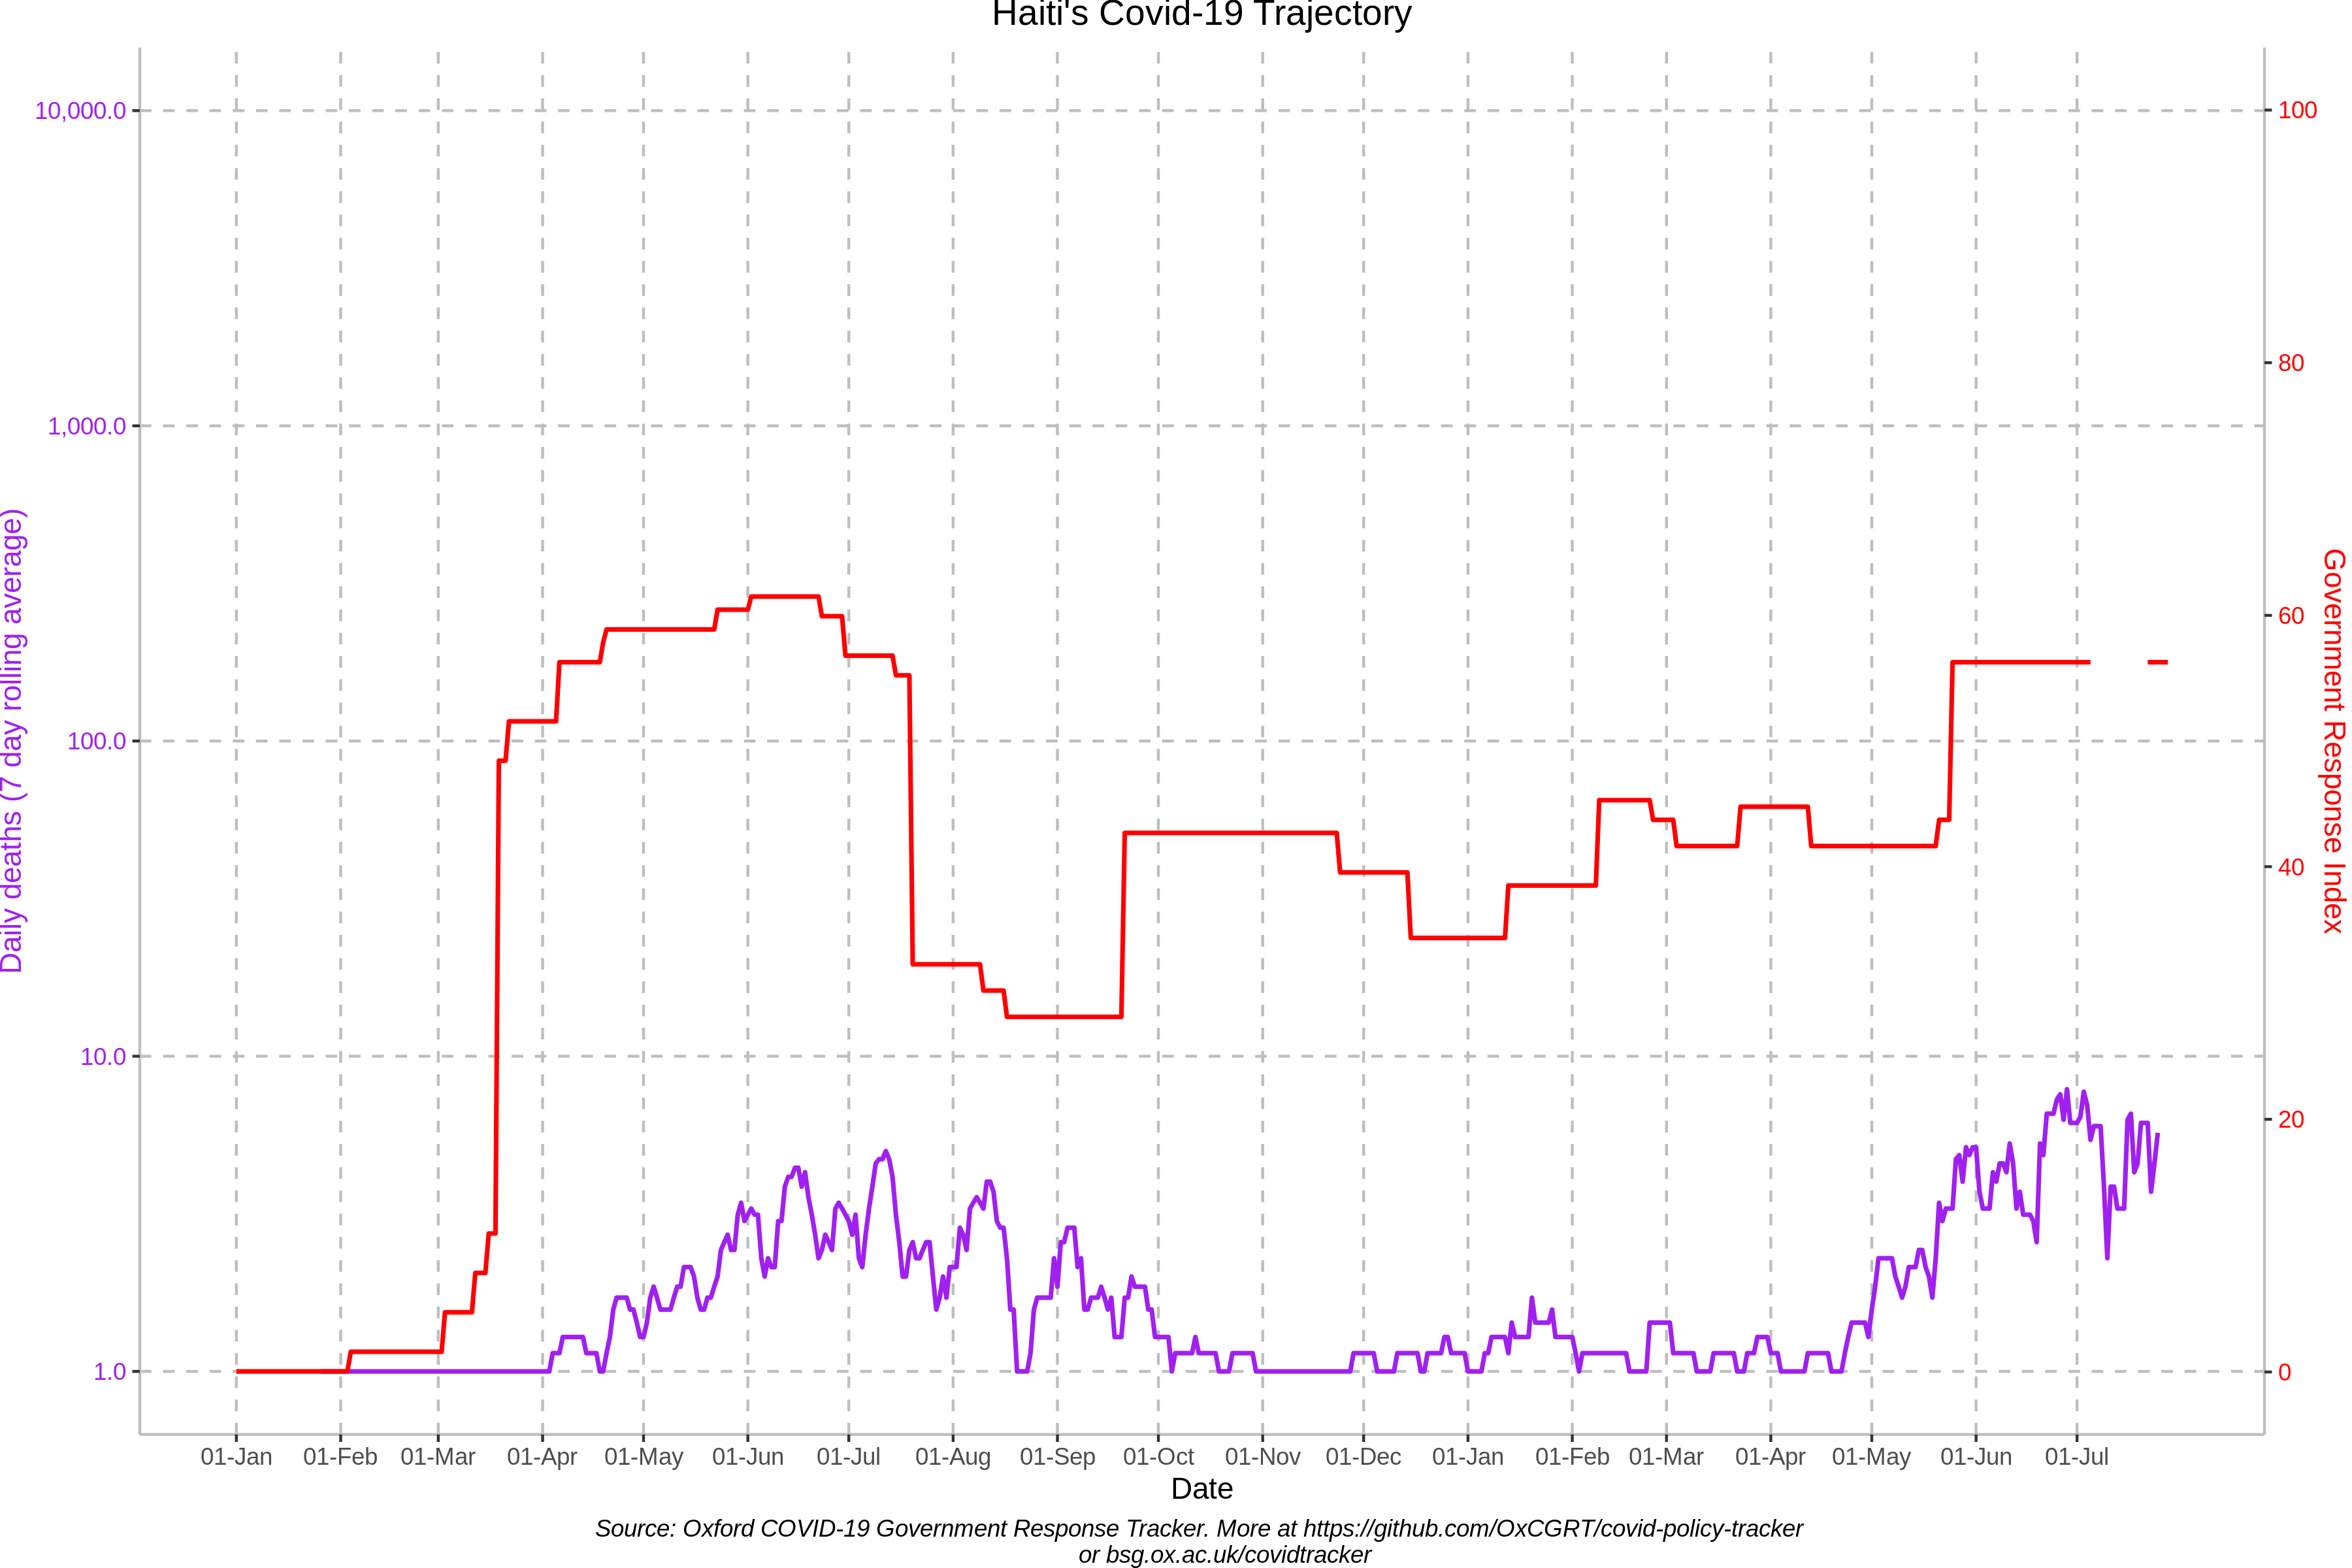 Haiti's Covid-19 Trajectory
10,000.0
1,000.0
100.0
10.0
1.0
Daily deaths (7 day rolling average)
100
80
60
40
20
0
Government Response Index
01-Jan 01-Feb 01-Mar 01-Apr 01-May 01-Jun 01-Jul 01-Aug 01-Sep 01-Oct 01-Nov 01-Dec 01-Jan 01-Feb 01-Mar 01-Apr 01-May 01-Jun 01-Jul
Date
Source: Oxford COVID-19 Government Response Tracker. More at https://github.com/OxCGRT/covid-policy-tracker
or bsg.ox.ac.uk/covidtracker